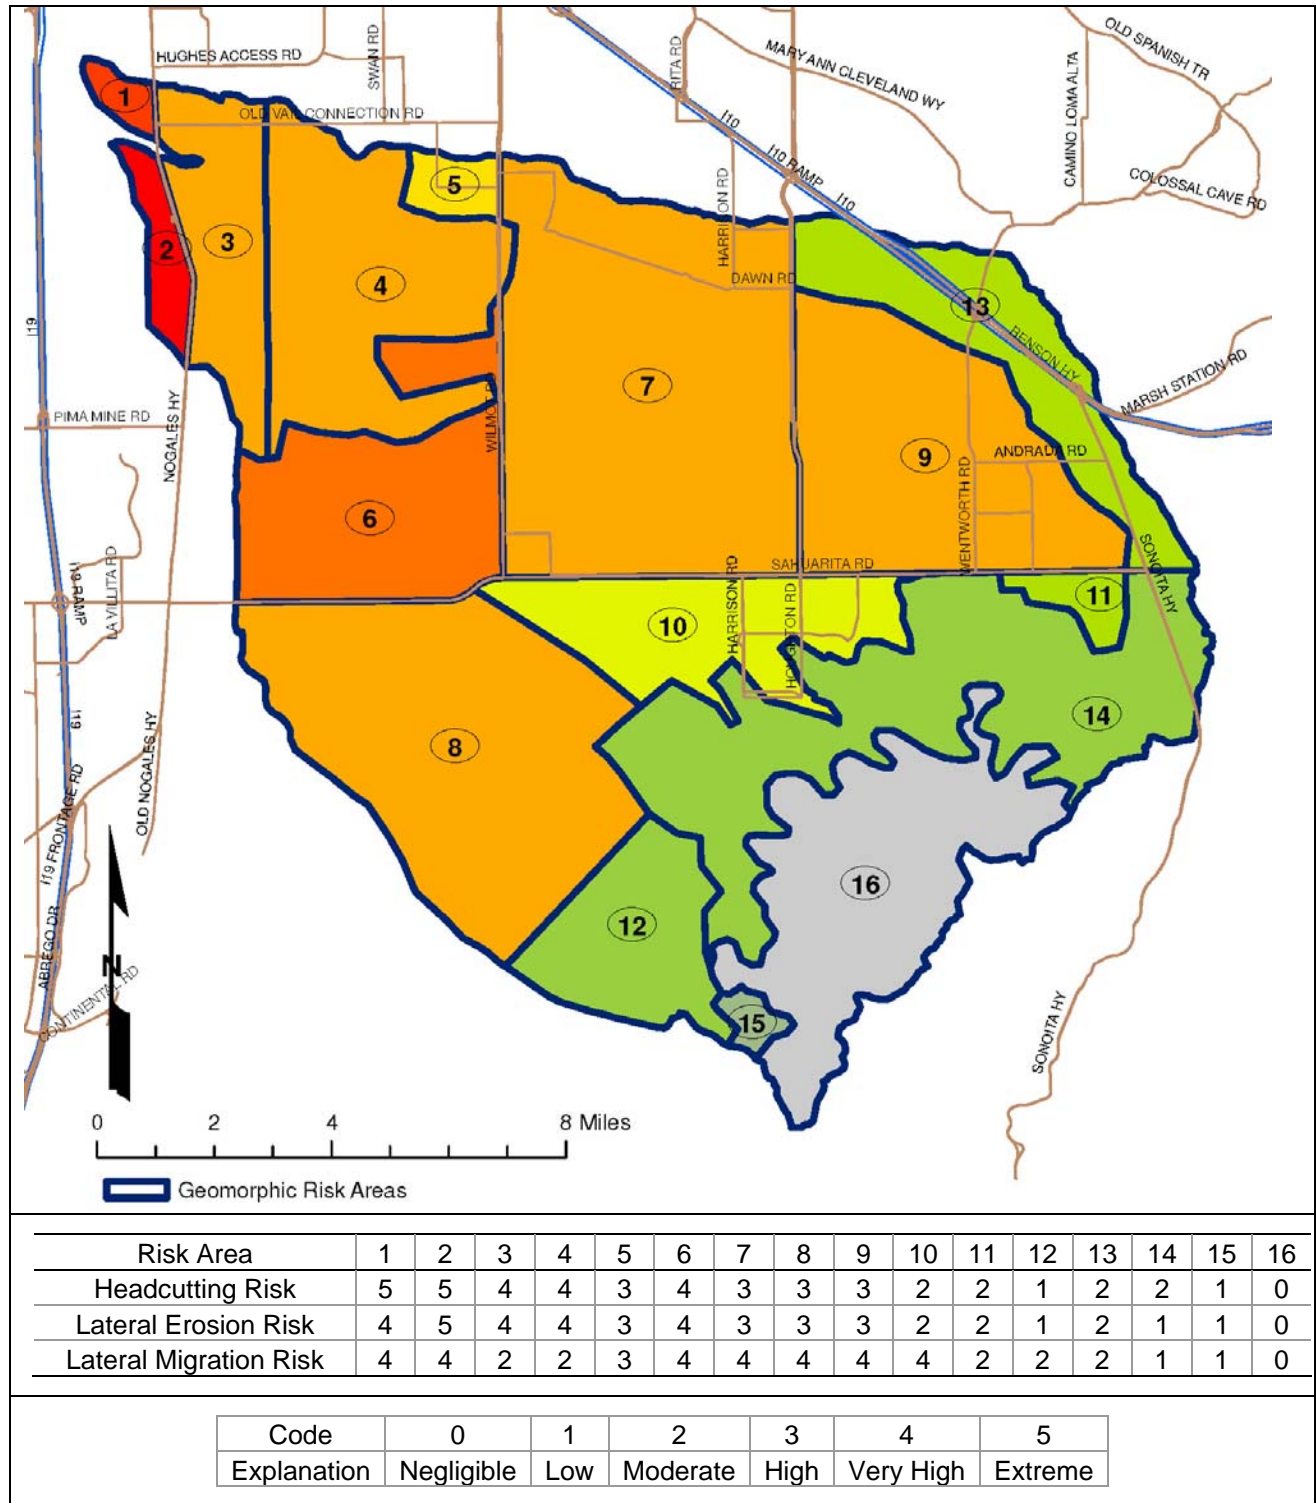 HUGHES ACCESS RD
SWAN RD
RITA RD
MARY ANN CLEVELAND WY
OLD SPANISH TR
CAMINO LOMA ALTA
COLOSSAL CAVE RD
OLD VAIL CONNECTION RD
I10
I10 RAMP
I10
HARRISON RD
DAWN RD
1
2
3
4
5
7
13
BENSON HY
MARSH STATION RD
I19
PIMA MINE RD
NOGALES HY
WILMOT RD
9
ANDRADA RD
WENTWORTH RD
6
SAHUARITA RD
SONOITA HY
I19 RAMP
LA VILLITA RD
10
HARRISON RD
HOUGHTON RD
11
I19
OLD NOGALES HY
8
14
I19 FRONTAGE RD
16
12
ABREGO DR
N
CONTINENTAL RD
15
SONOITA HY
0 2 4 8 Miles
Geomorphic Risk Areas
Risk Area 1 2 3 4 5 6 7 8 9 10 11 12 13 14 15 16
Headcutting Risk 5 5 4 4 3 4 3 3 3 2 2 1 2 2 1 0
Lateral Erosion Risk 4 5 4 4 3 4 3 3 3 2 2 1 2 1 1 0
Lateral Migration Risk 4 4 2 2 3 4 4 4 4 4 2 2 2 1 1 0
Code 0 1 2 3 4 5
Explanation Negligible Low Moderate High Very High Extreme